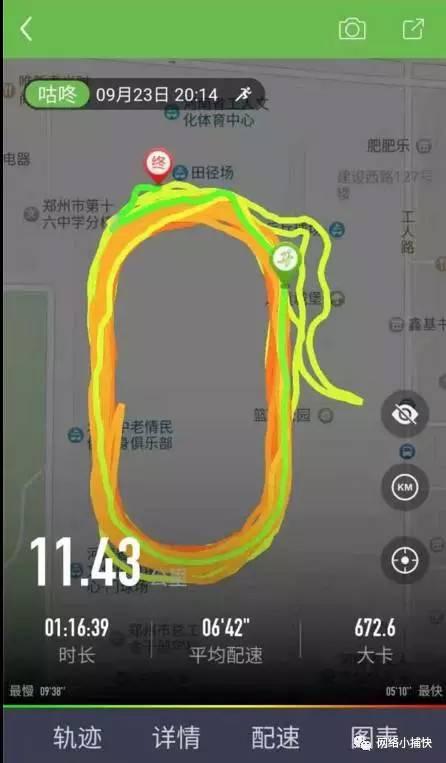 咕咚 09月23日 20:14
化体育中心
肥肥乐
电器
终
田径场
建设西路127号
楼
郑州市第十
六中学分校
工人路
鑫基
老情民
身俱乐部
11.43
公里
01:16:39
06'42"
672.6
时长
平均配速
大卡
KM
最慢 09'38''
05'10'' 最快
轨迹
详情
配速
图表
网络小捕快